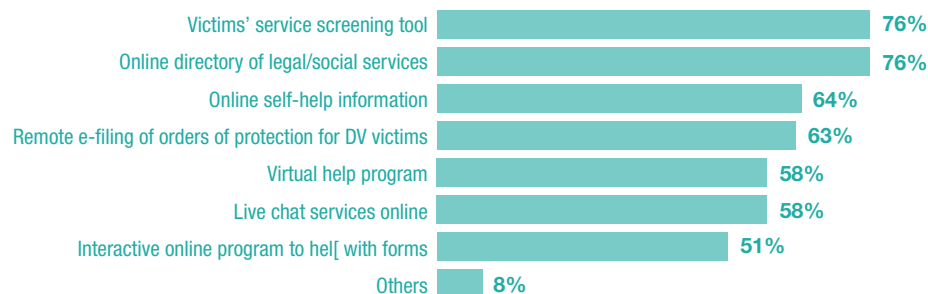 Victims’ service screening tool 76%
Online directory of legal/social services 76%
Online self-help information 64%
Remote e-filing of orders of protection for DV victims 63%
Virtual help program 58%
Live chat services online 58%
Interactive online program to hel[ with forms 51%
Others 8%